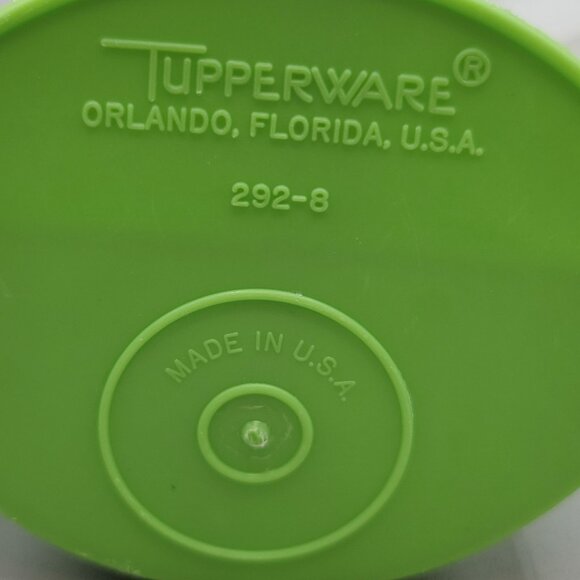 TUPPERWARE®
ORLANDO, FLORIDA, U.S.A.
292-8
MADE IN U.S.A.